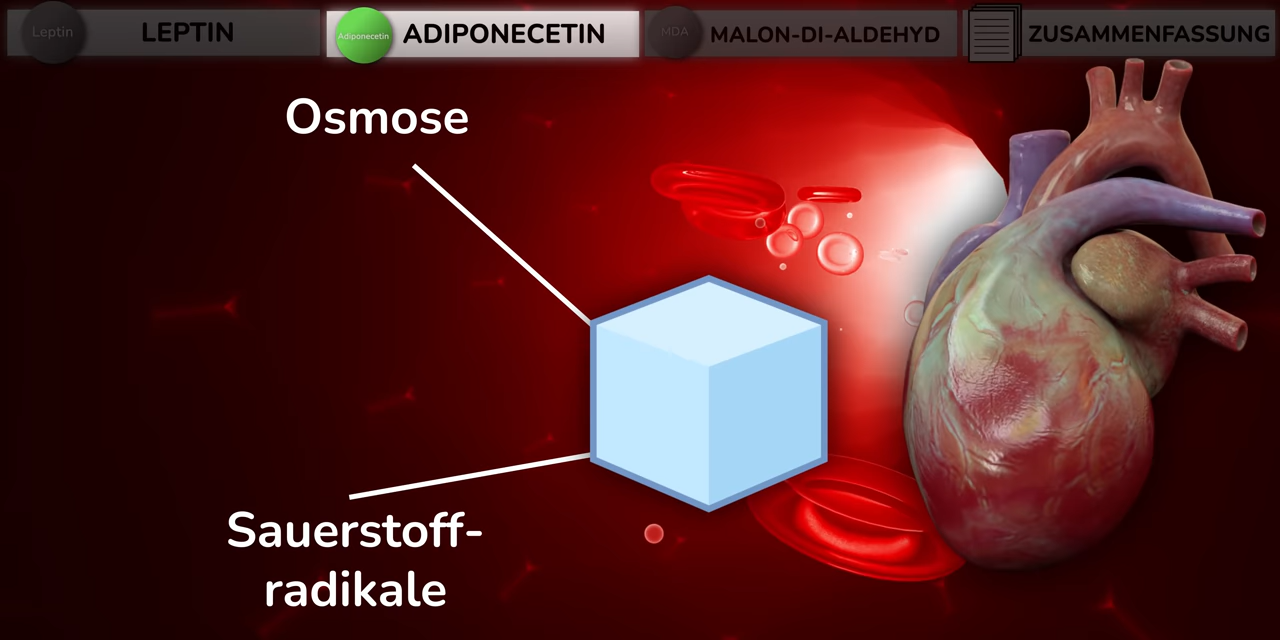 Leptin LEPTIN
Adiponecetin ADIPONECETIN
MDA MALON-DI-ALDEHYD
ZUSAMMENFASSUNG
Osmose
Sauerstoff-
radikale